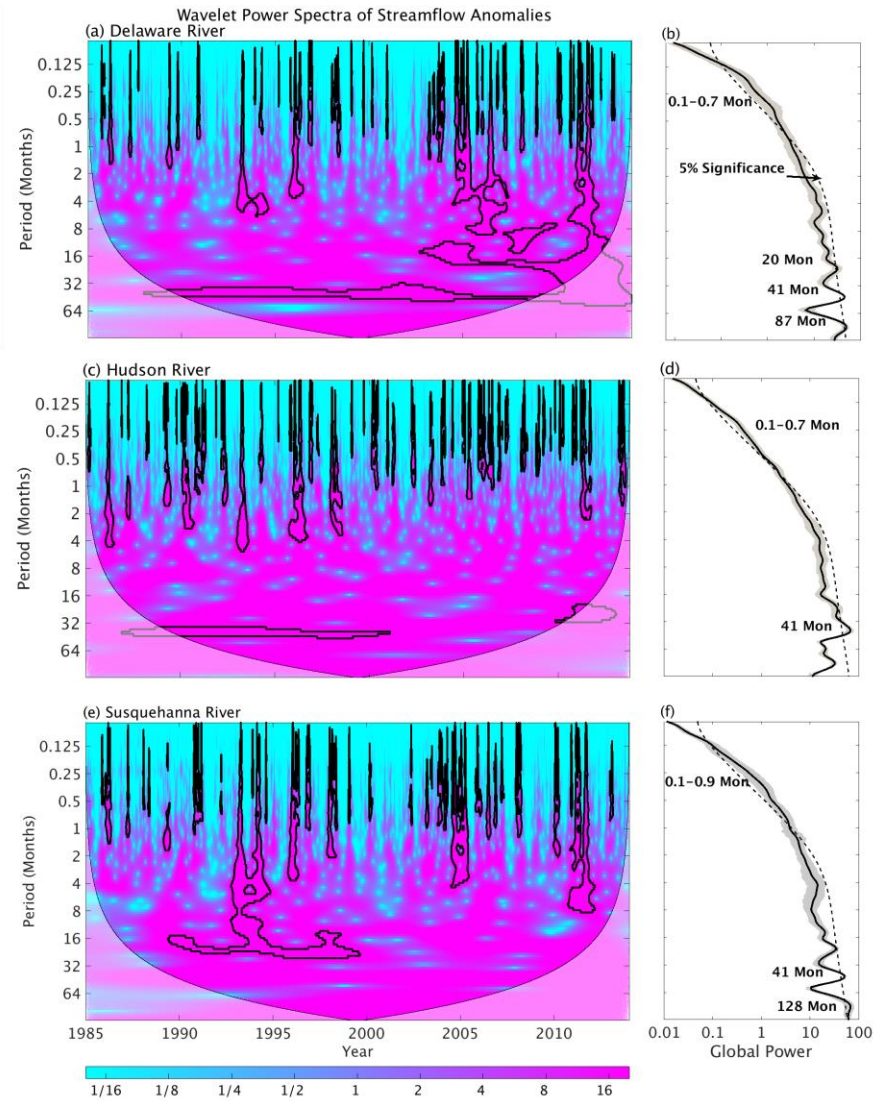 Wavelet Power Spectra of Streamflow Anomalies
(a) Delaware River
(b)
0.125
0.25
0.5
1
2
4
8
16
32
64
Period (Months)
0.1-0.7 Mon
5% Significance
20 Mon
41 Mon
87 Mon
1990
1995
2000
2005
2010
(c) Hudson River
(d)
0.125
0.25
0.5
1
2
4
8
16
32
64
Period (Months)
0.1-0.7 Mon
41 Mon
(e) Susquehanna River
(f)
0.125
0.25
0.5
1
2
4
8
16
32
64
Period (Months)
0.1-0.9 Mon
41 Mon
128 Mon
1985 1990 1995 2000 2005 2010
Year
0.01 0.1 1 10 100
Global Power
1/16 1/8 1/4 1/2 1 2 4 8 16